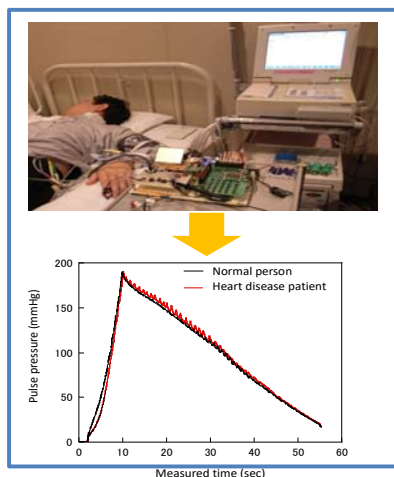 200
Normal person
Heart disease patient
150
100
50
0
0 10 20 30 40 50 60
Pulse pressure (mmHg)
Measured time (sec)